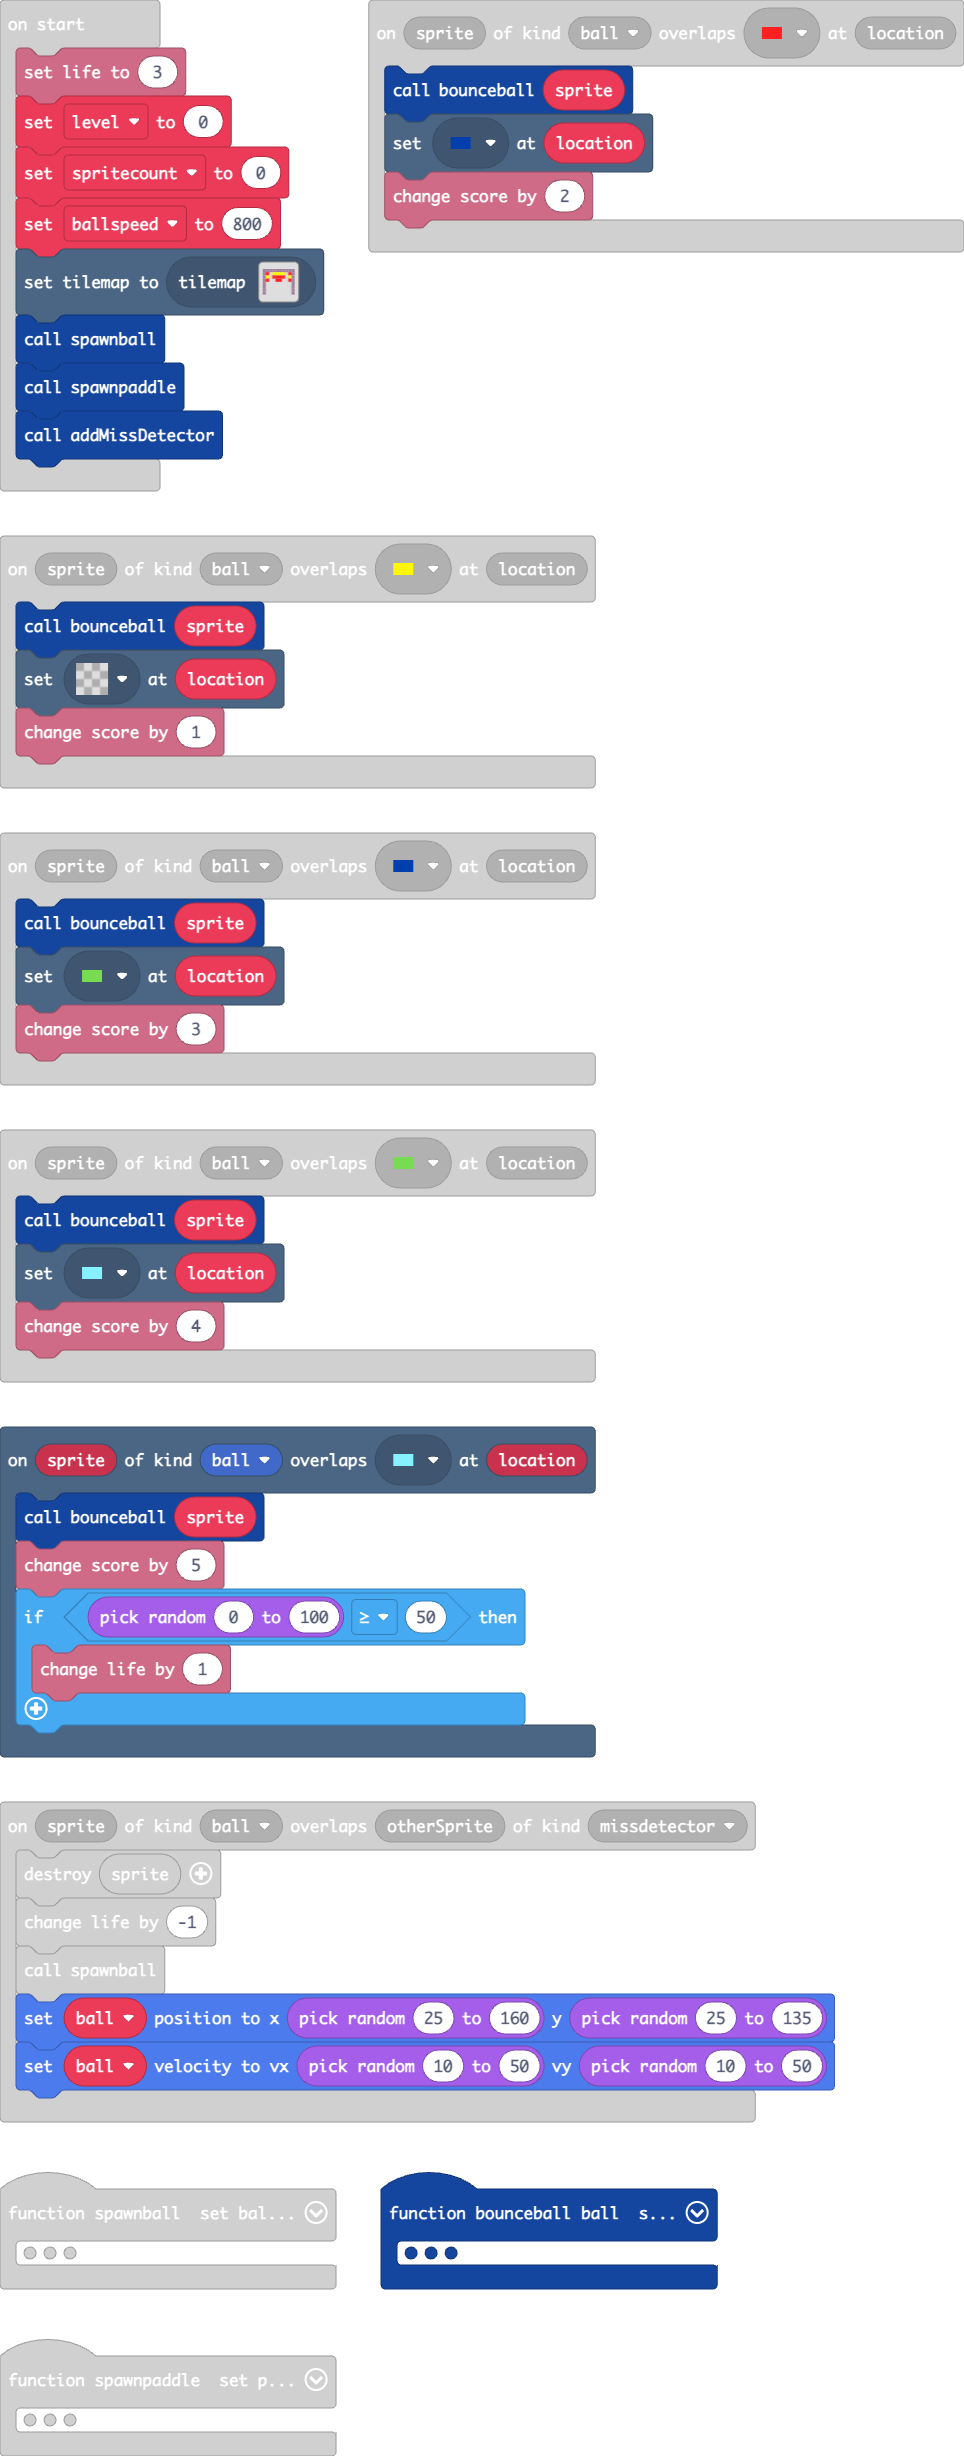 on start
set life to 3
set level to 0
set spritecount to 0
set ballspeed to 800
set tilemap to tilemap
call spawnball
call spawnpaddle
call addMissDetector
on sprite of kind ball overlaps at location
call bounceball sprite
set at location
change score by 2
on sprite of kind ball overlaps at location
call bounceball sprite
set at location
change score by 1
on sprite of kind ball overlaps at location
call bounceball sprite
set at location
change score by 3
on sprite of kind ball overlaps at location
call bounceball sprite
set at location
change score by 4
on sprite of kind ball overlaps at location
call bounceball sprite
change score by 5
if pick random 0 to 100 ≥ 50 then
change life by 1
on sprite of kind ball overlaps otherSprite of kind missdetector
destroy sprite
change life by -1
call spawnball
set ball position to x pick random 25 to 160 y pick random 25 to 135
set ball velocity to vx pick random 10 to 50 vy pick random 10 to 50
function spawnball set bal...
function bounceball ball s...
function spawnpaddle set p...